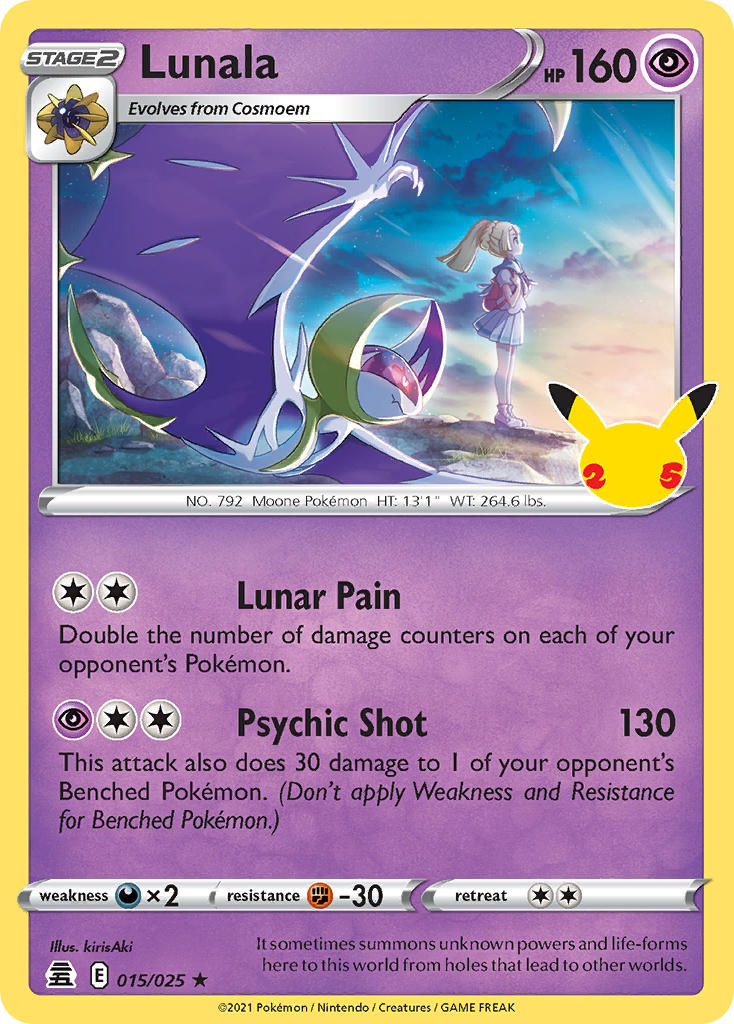 STAGE2
Lunala
HP 160
Evolves from Cosmoem
25
NO. 792 Moone Pokémon HT: 13'1" WT: 264.6 lbs.
Lunar Pain
Double the number of damage counters on each of your
opponent's Pokémon.
Psychic Shot 130
This attack also does 30 damage to 1 of your opponent's
Benched Pokémon. (Don't apply Weakness and Resistance
for Benched Pokémon.)
weakness ×2 resistance -30 retreat
Illus. kirisAki
It sometimes summons unknown powers and life-forms
here to this world from holes that lead to other worlds.
E 015/025 ★
©2021 Pokémon / Nintendo / Creatures / GAME FREAK